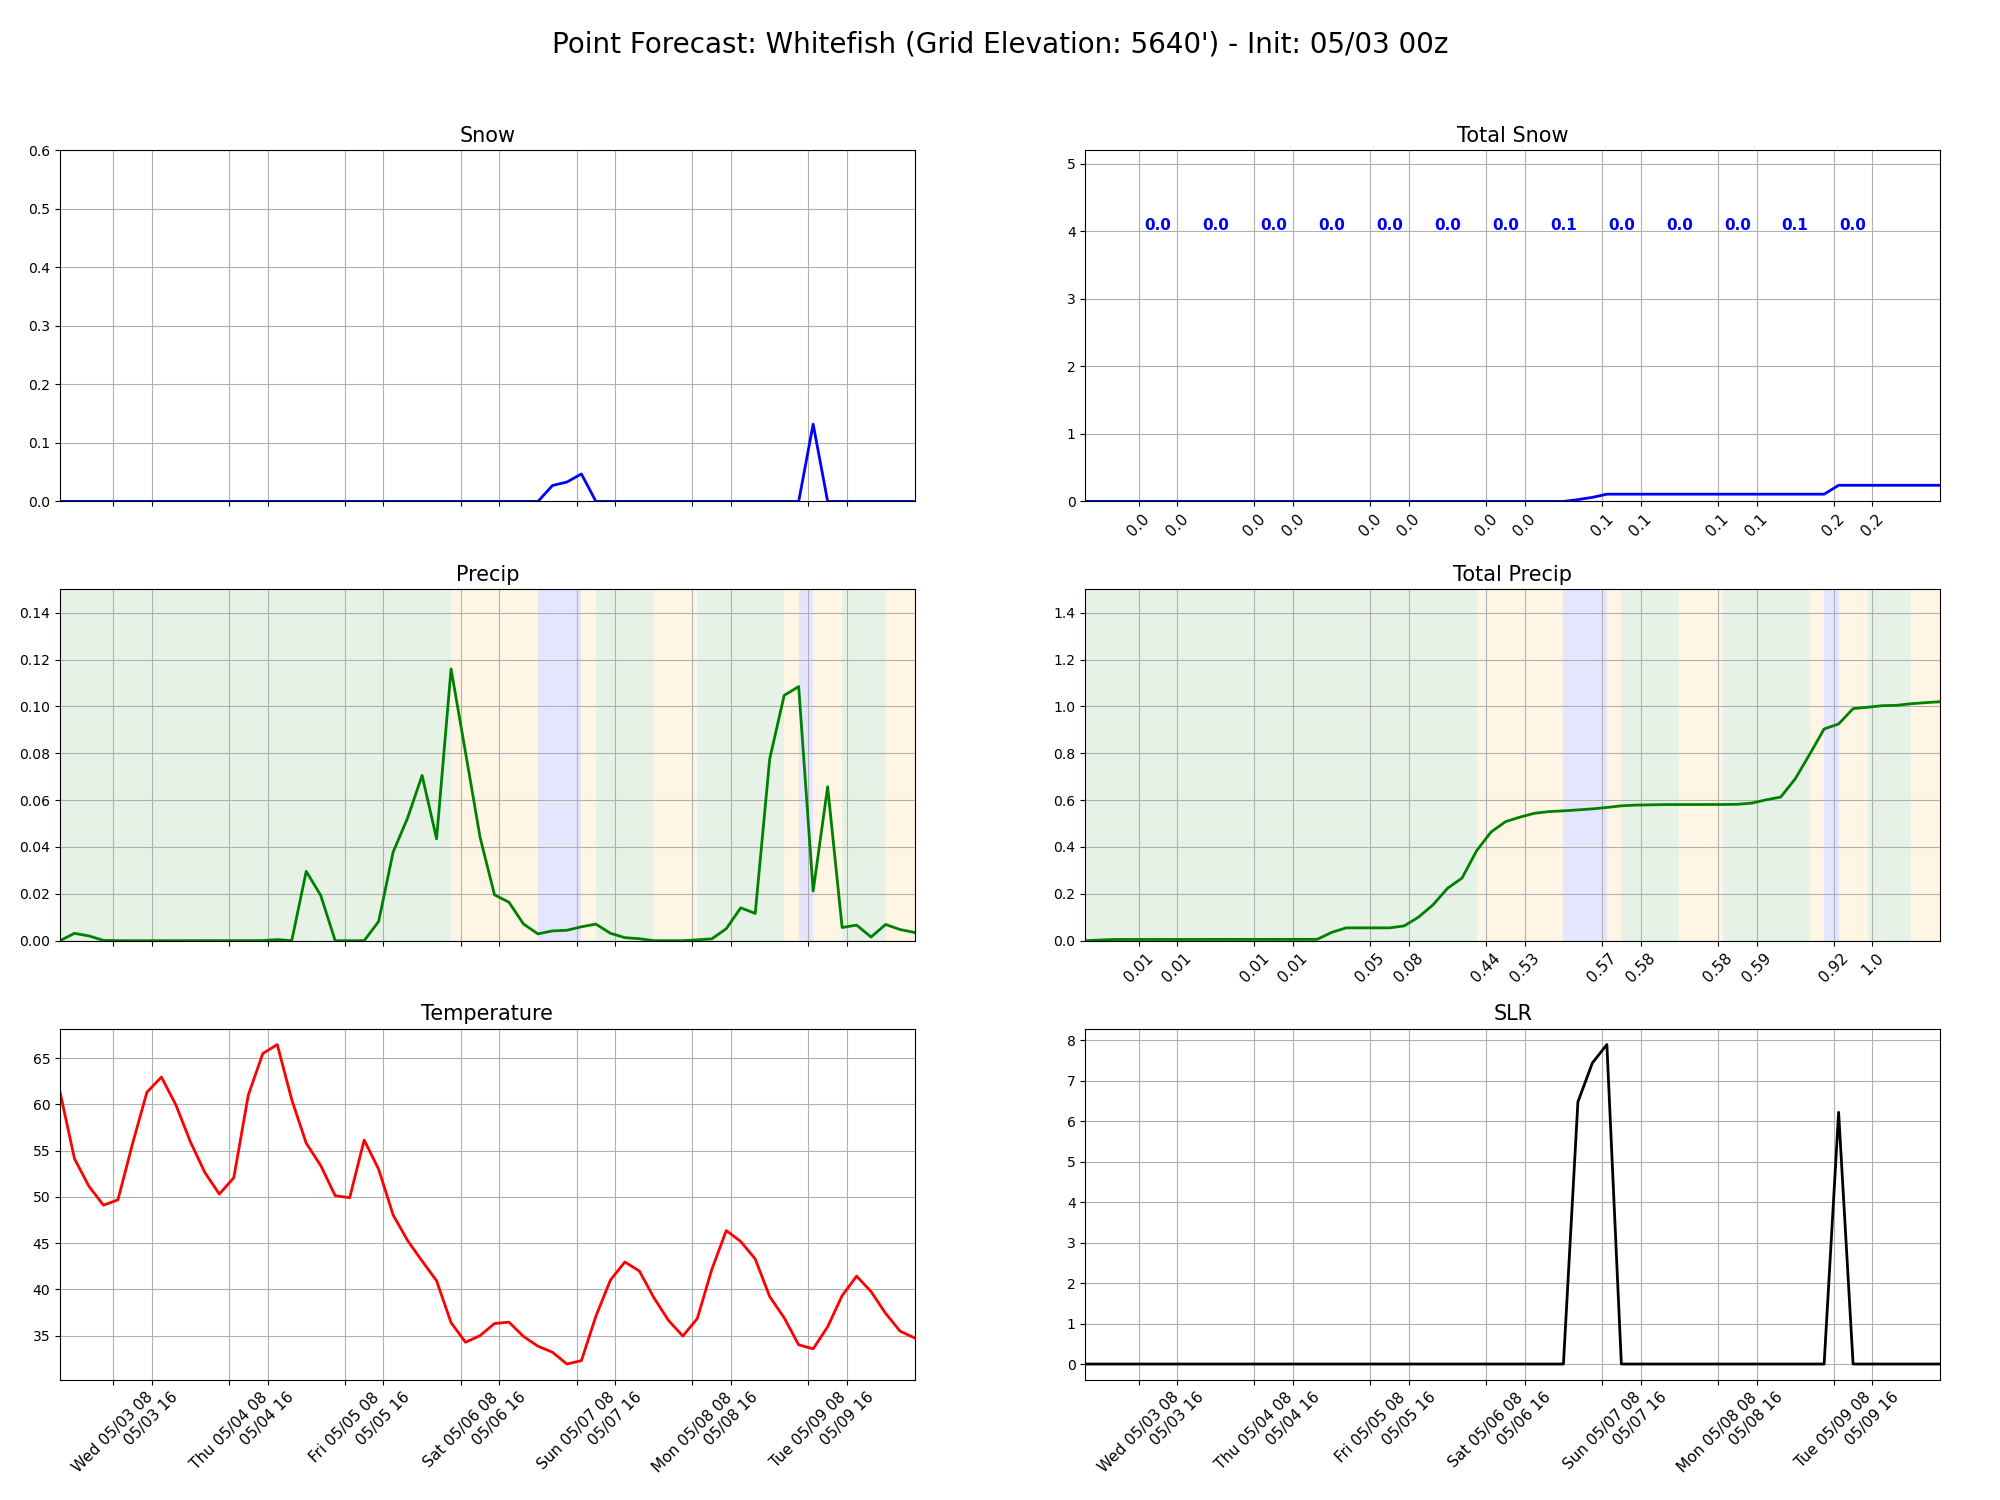 Point Forecast: Whitefish (Grid Elevation: 5640') - Init: 05/03 00z
Snow
0.6
0.5
0.4
0.3
0.2
0.1
0.0
Total Snow
5
4
3
2
1
0
0.0 0.0 0.0 0.0 0.0 0.0 0.0 0.1 0.0 0.0 0.0 0.1 0.0
0.0 0.0 0.0 0.0 0.0 0.0 0.0 0.0 0.1 0.1 0.1 0.1 0.2 0.2
Precip
0.14
0.12
0.10
0.08
0.06
0.04
0.02
0.00
Total Precip
1.4
1.2
1.0
0.8
0.6
0.4
0.2
0.0
0.01 0.01 0.01 0.01 0.05 0.08 0.44 0.53 0.57 0.58 0.58 0.59 0.92 1.0
Temperature
65
60
55
50
45
40
35
Wed 05/03 08
05/03 16
Thu 05/04 08
05/04 16
Fri 05/05 08
05/05 16
Sat 05/06 08
05/06 16
Sun 05/07 08
05/07 16
Mon 05/08 08
05/08 16
Tue 05/09 08
05/09 16
SLR
8
7
6
5
4
3
2
1
0
Wed 05/03 08
05/03 16
Thu 05/04 08
05/04 16
Fri 05/05 08
05/05 16
Sat 05/06 08
05/06 16
Sun 05/07 08
05/07 16
Mon 05/08 08
05/08 16
Tue 05/09 08
05/09 16